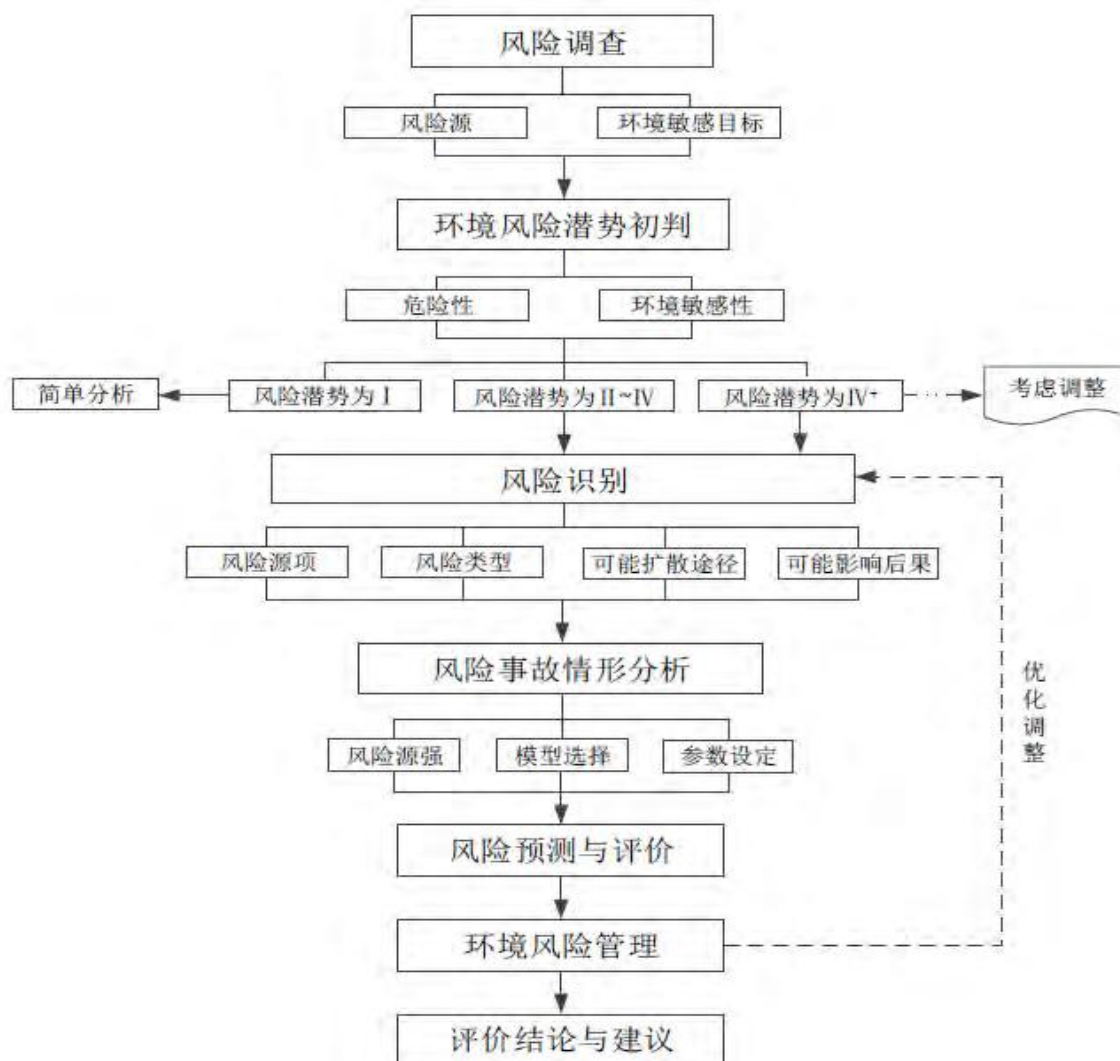 风险调查
风险源
环境敏感目标
环境风险潜势初判
危险性
环境敏感性
简单分析
风险潜势为Ⅰ
风险潜势为Ⅱ~Ⅳ
风险潜势为Ⅳ⁺
考虑调整
风险识别
风险源项
风险类型
可能扩散途径
可能影响后果
风险事故情形分析
优化调整
风险源强
模型选择
参数设定
风险预测与评价
环境风险管理
评价结论与建议